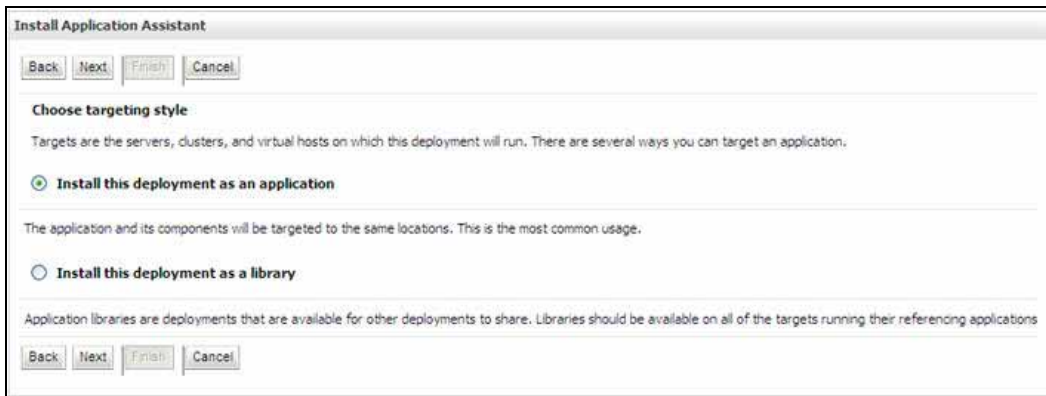 Install Application Assistant
Back Next Finish Cancel
Choose targeting style
Targets are the servers, clusters, and virtual hosts on which this deployment will run. There are several ways you can target an application.
Install this deployment as an application
The application and its components will be targeted to the same locations. This is the most common usage.
Install this deployment as a library
Application libraries are deployments that are available for other deployments to share. Libraries should be available on all of the targets running their referencing applications
Back Next Finish Cancel